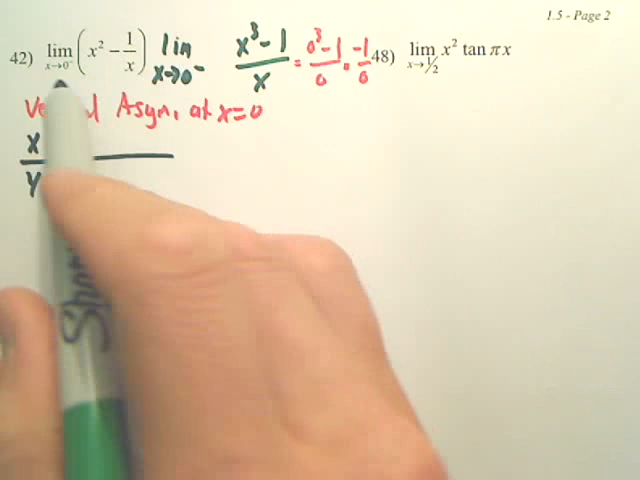 1.5 - Page 2
42) lim x→0⁻ (x² - 1/x) lim x→0⁻ x³-1/x = 0³-1/0 = -1/0
48) lim x→1/2 x² tan πx
Asym. at x=0
x
y
Sharp